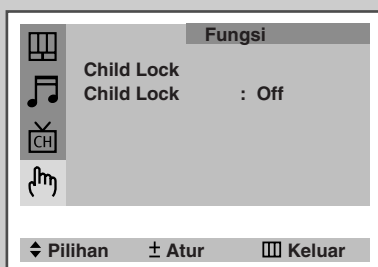 Fungsi
Child Lock
Child Lock : Off
CH
Pilihan ± Atur Keluar